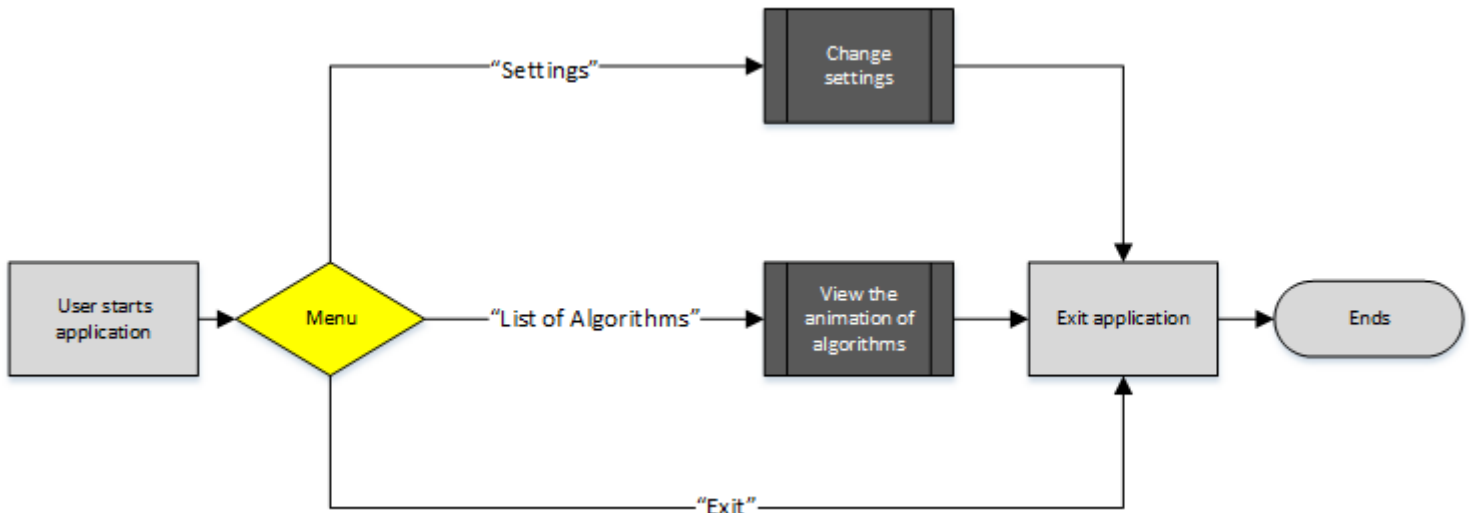 Change
settings
“Settings”
User starts
application
Menu
“List of Algorithms”
View the
animation of
algorithms
Exit application
Ends
“Exit”